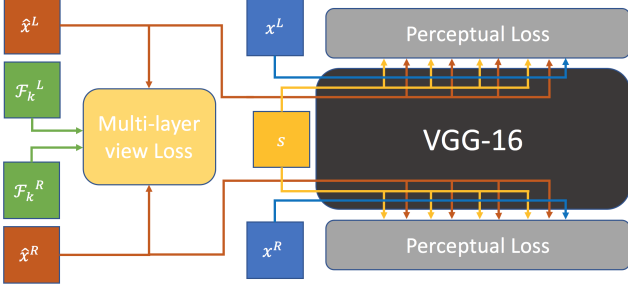 x̂^L
x^L
Perceptual Loss
ℱ_k^L
Multi-layer
view Loss
s
VGG-16
ℱ_k^R
x̂^R
x^R
Perceptual Loss